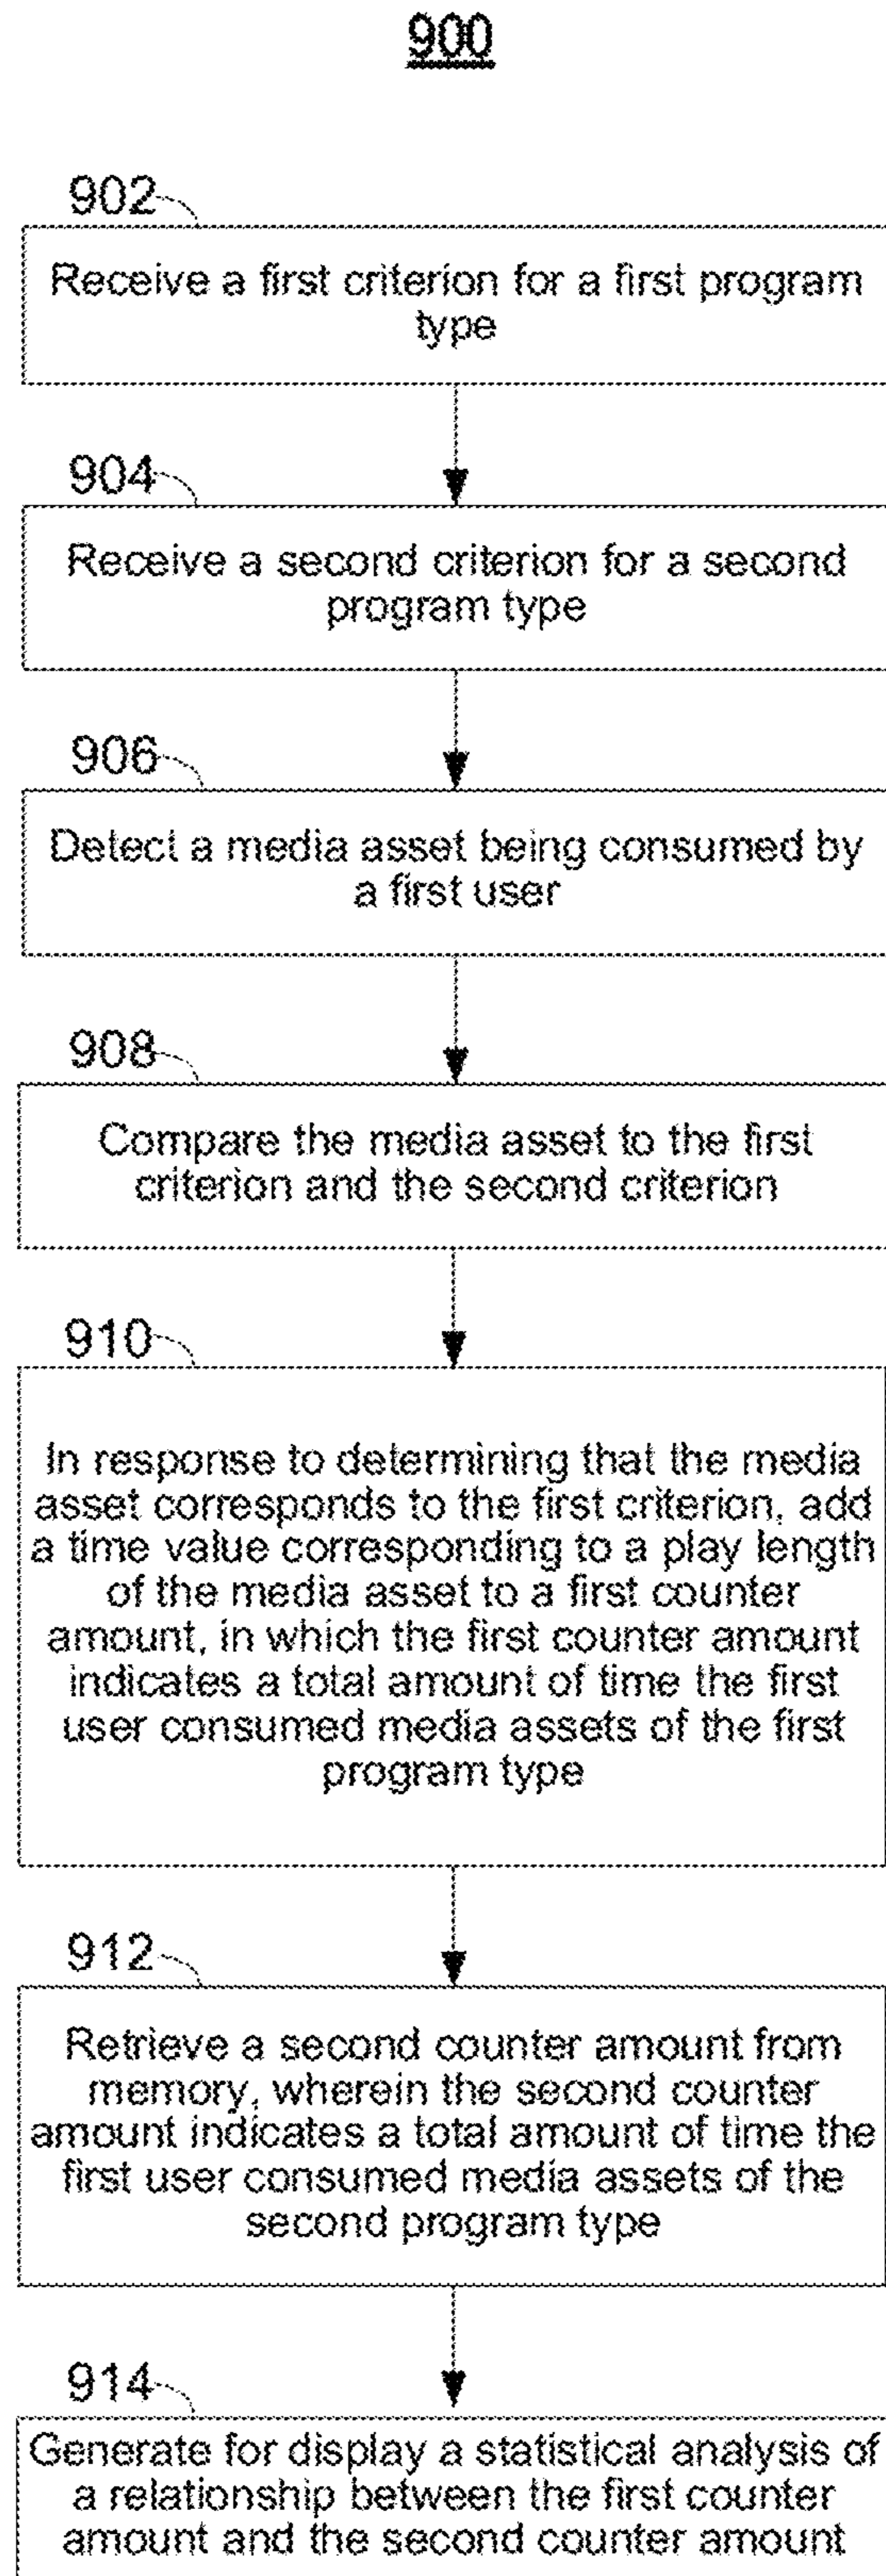 900
902
Receive a first criterion for a first program
type
904
Receive a second criterion for a second
program type
906
Detect a media asset being consumed by
a first user
908
Compare the media asset to the first
criterion and the second criterion
910
In response to determining that the media
asset corresponds to the first criterion, add
a time value corresponding to a play length
of the media asset to a first counter
amount, in which the first counter amount
indicates a total amount of time the first
user consumed media assets of the first
program type
912
Retrieve a second counter amount from
memory, wherein the second counter
amount indicates a total amount of time the
first user consumed media assets of the
second program type
914
Generate for display a statistical analysis of
a relationship between the first counter
amount and the second counter amount